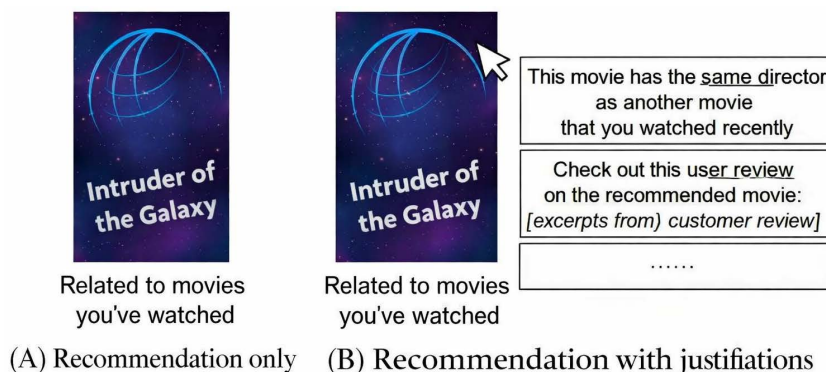 Intruder of
the Galaxy
Related to movies
you've watched
(A) Recommendation only
Intruder of
the Galaxy
Related to movies
you've watched
This movie has the same director
as another movie
that you watched recently
Check out this user review
on the recommended movie:
[excerpts from) customer review]
......
(B) Recommendation with justifiations